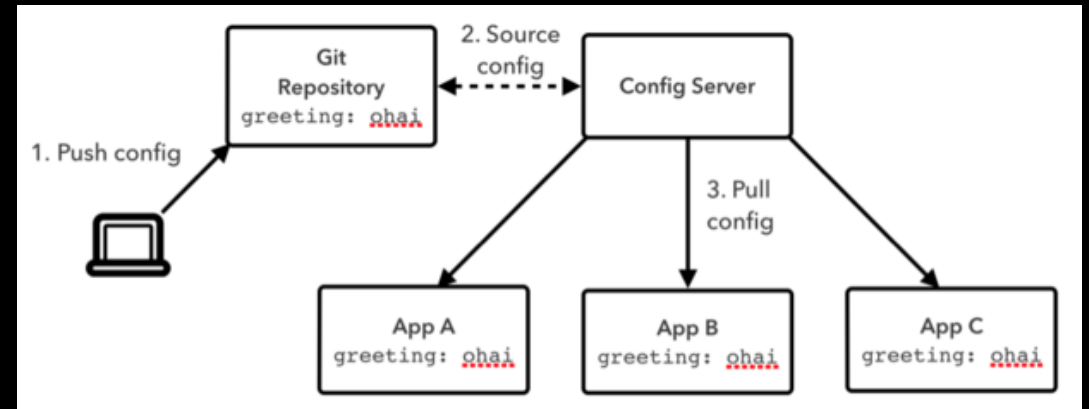 Git
Repository
greeting: ohai
2. Source
config
Config Server
1. Push config
3. Pull
config
App A
greeting: ohai
App B
greeting: ohai
App C
greeting: ohai